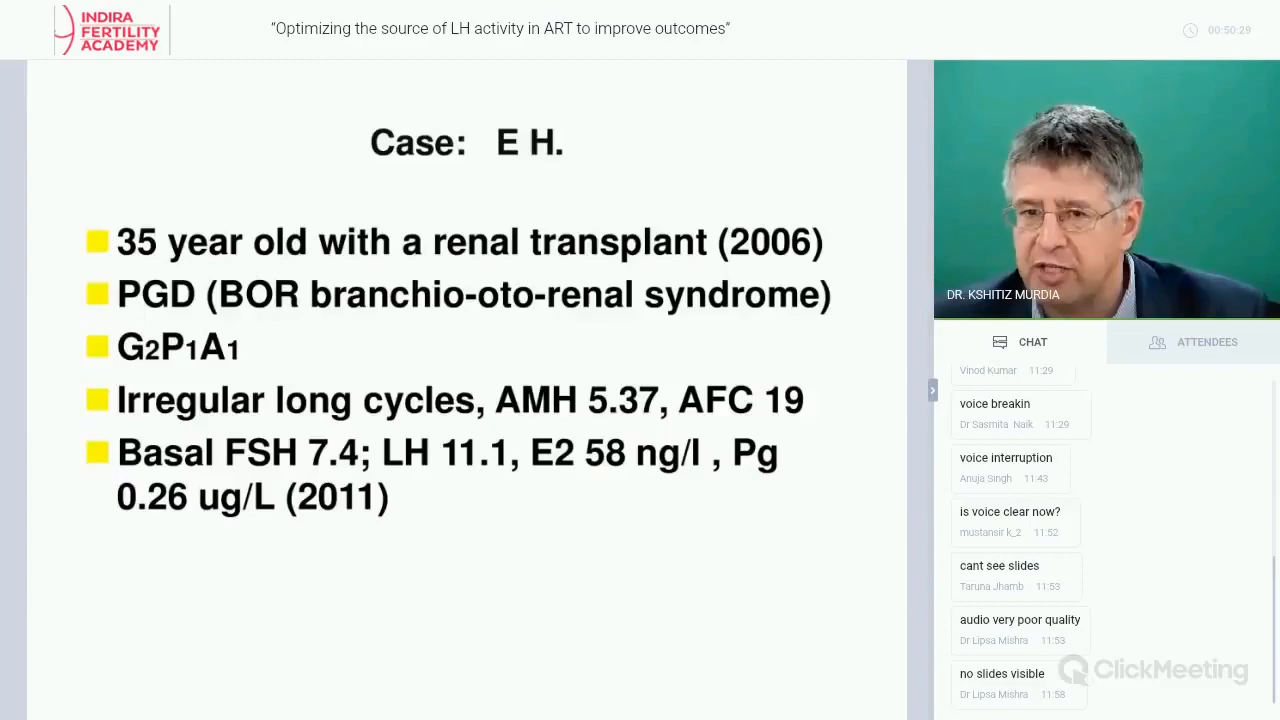 INDIRA
FERTILITY
ACADEMY
“Optimizing the source of LH activity in ART to improve outcomes”
00:50:29
Case: E H.
35 year old with a renal transplant (2006)
PGD (BOR branchio-oto-renal syndrome)
G2P1A1
Irregular long cycles, AMH 5.37, AFC 19
Basal FSH 7.4; LH 11.1, E2 58 ng/l , Pg
0.26 ug/L (2011)
DR. KSHITIZ MURDIA
CHAT
ATTENDEES
Vinod Kumar 11:29
voice breakin
Dr Sasmita Naik 11:29
voice interruption
Anuja Singh 11:43
is voice clear now?
mustansir k_2 11:52
cant see slides
Taruna Jhamb 11:53
audio very poor quality
Dr Lipsa Mishra 11:53
no slides visible
Dr Lipsa Mishra 11:58
ClickMeeting